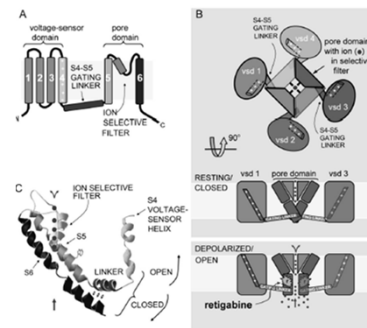 A
voltage-sensor
domain
pore
domain
1
2
3
4
5
6
S4-S5
GATING
LINKER
ION
SELECTIVE
FILTER
C
B
S4-S5
GATING
LINKER
vsd 4
pore domain
with ion (●)
in selective
filter
vsd 1
vsd 3
vsd 2
S4-S5
GATING
LINKER
90°
RESTING/
CLOSED
vsd 1
pore domain
vsd 3
DEPOLARIZED/
OPEN
retigabine
C
ION SELECTIVE
FILTER
S4
VOLTAGE-
SENSOR
HELIX
S5
S6
LINKER
OPEN
CLOSED